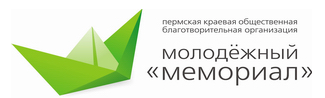 пермская краевая общественная
благотворительная организация
молодёжный
«мемориал»